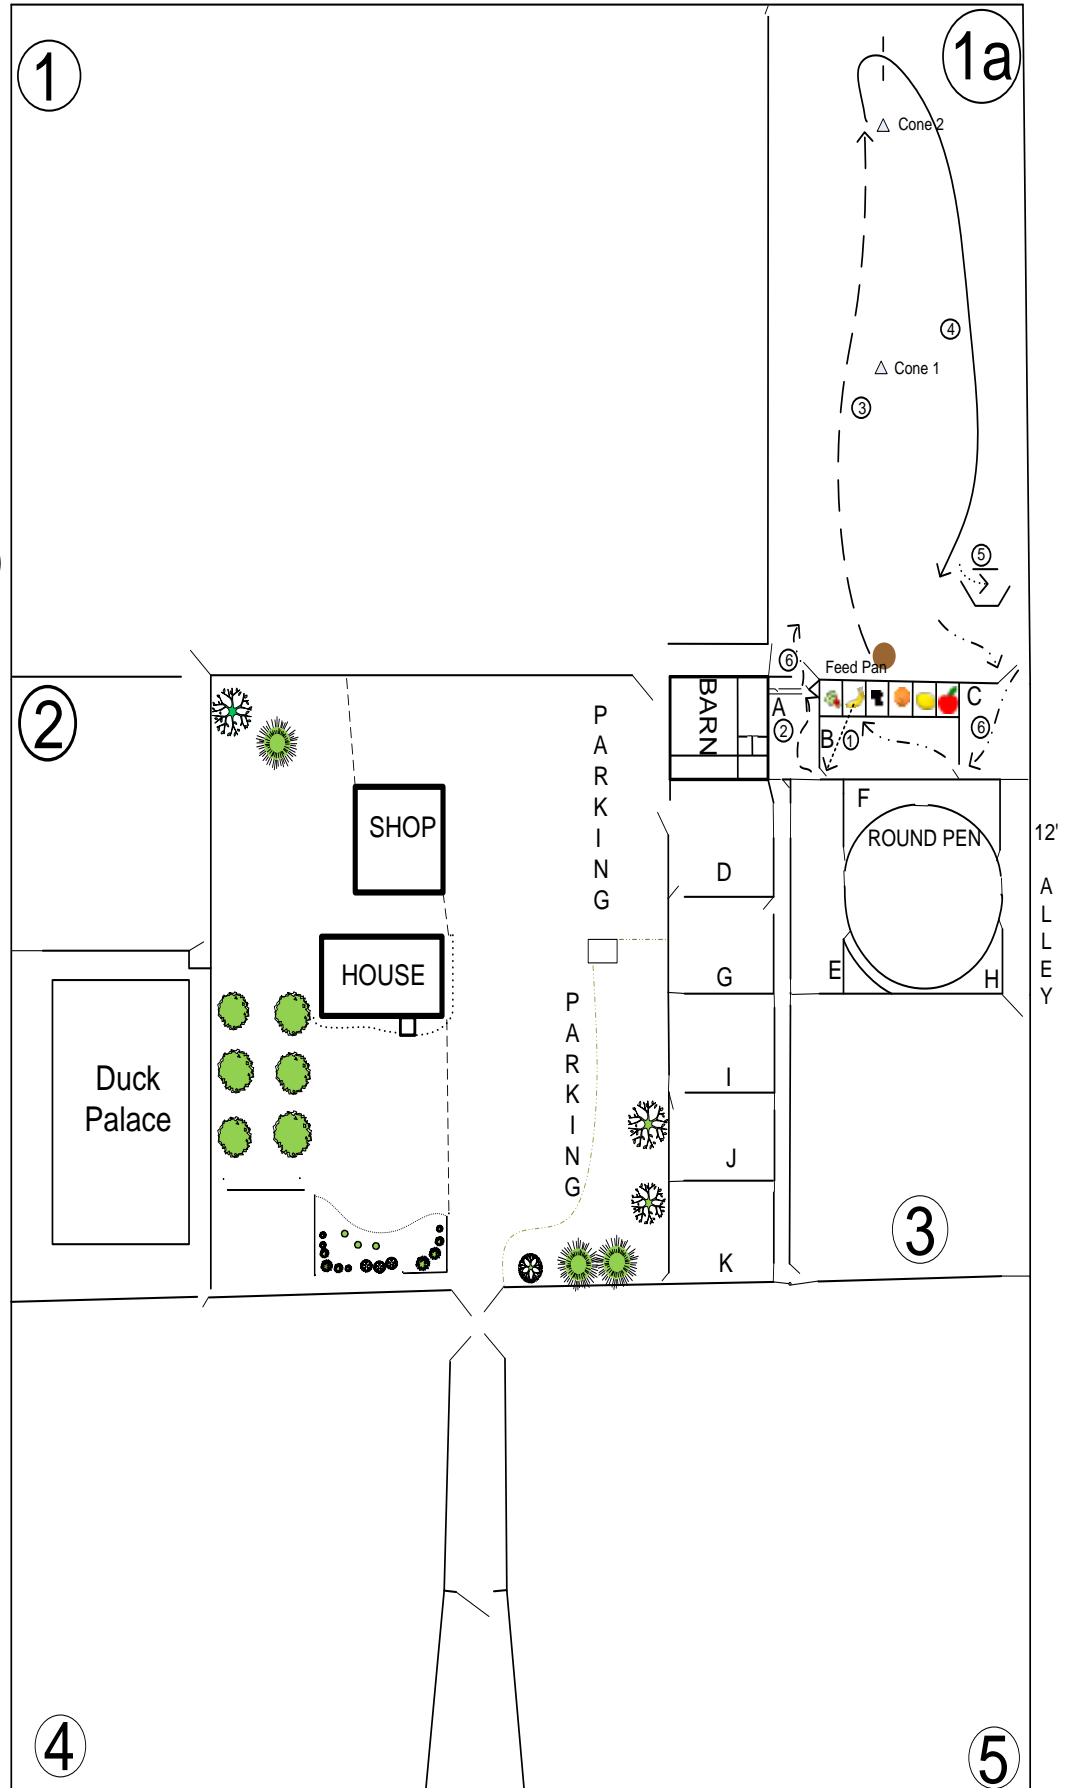 1
1a
Cone 2
4
Cone 1
3
5
6
Feed Pan
2
BARN
A
2
B
1
C
6
PARKING
SHOP
F
ROUND PEN
12'
ALLEY
D
HOUSE
G
E
H
PARKING
Duck
Palace
I
J
K
3
4
5